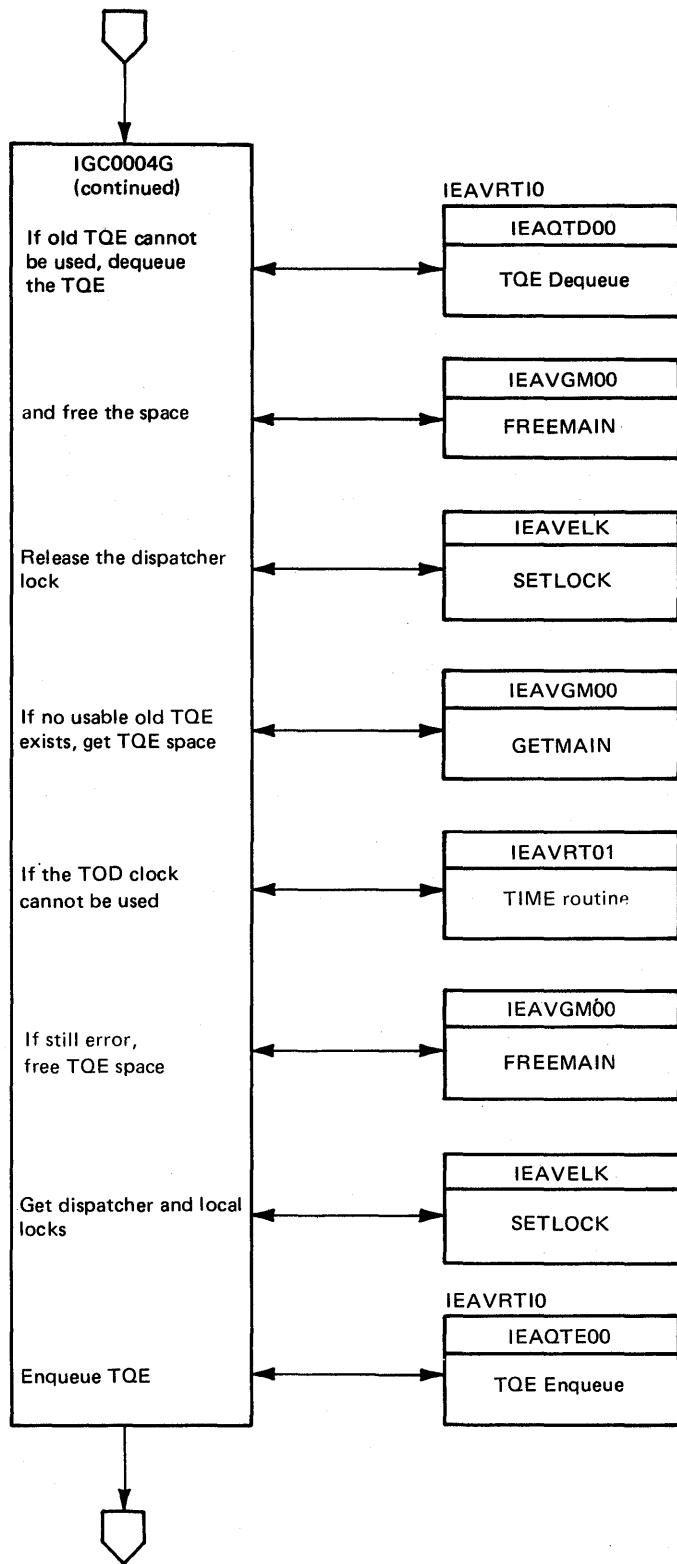 IGC0004G
(continued)
If old TQE cannot
be used, dequeue
the TQE
IEAVRTI0
IEAQTD00
TQE Dequeue
and free the space
IEAVGM00
FREEMAIN
Release the dispatcher
lock
IEAVELK
SETLOCK
If no usable old TQE
exists, get TQE space
IEAVGM00
GETMAIN
If the TOD clock
cannot be used
IEAVRT01
TIME routine
If still error,
free TQE space
IEAVGM00
FREEMAIN
Get dispatcher and local
locks
IEAVELK
SETLOCK
Enqueue TQE
IEAVRTI0
IEAQTE00
TQE Enqueue